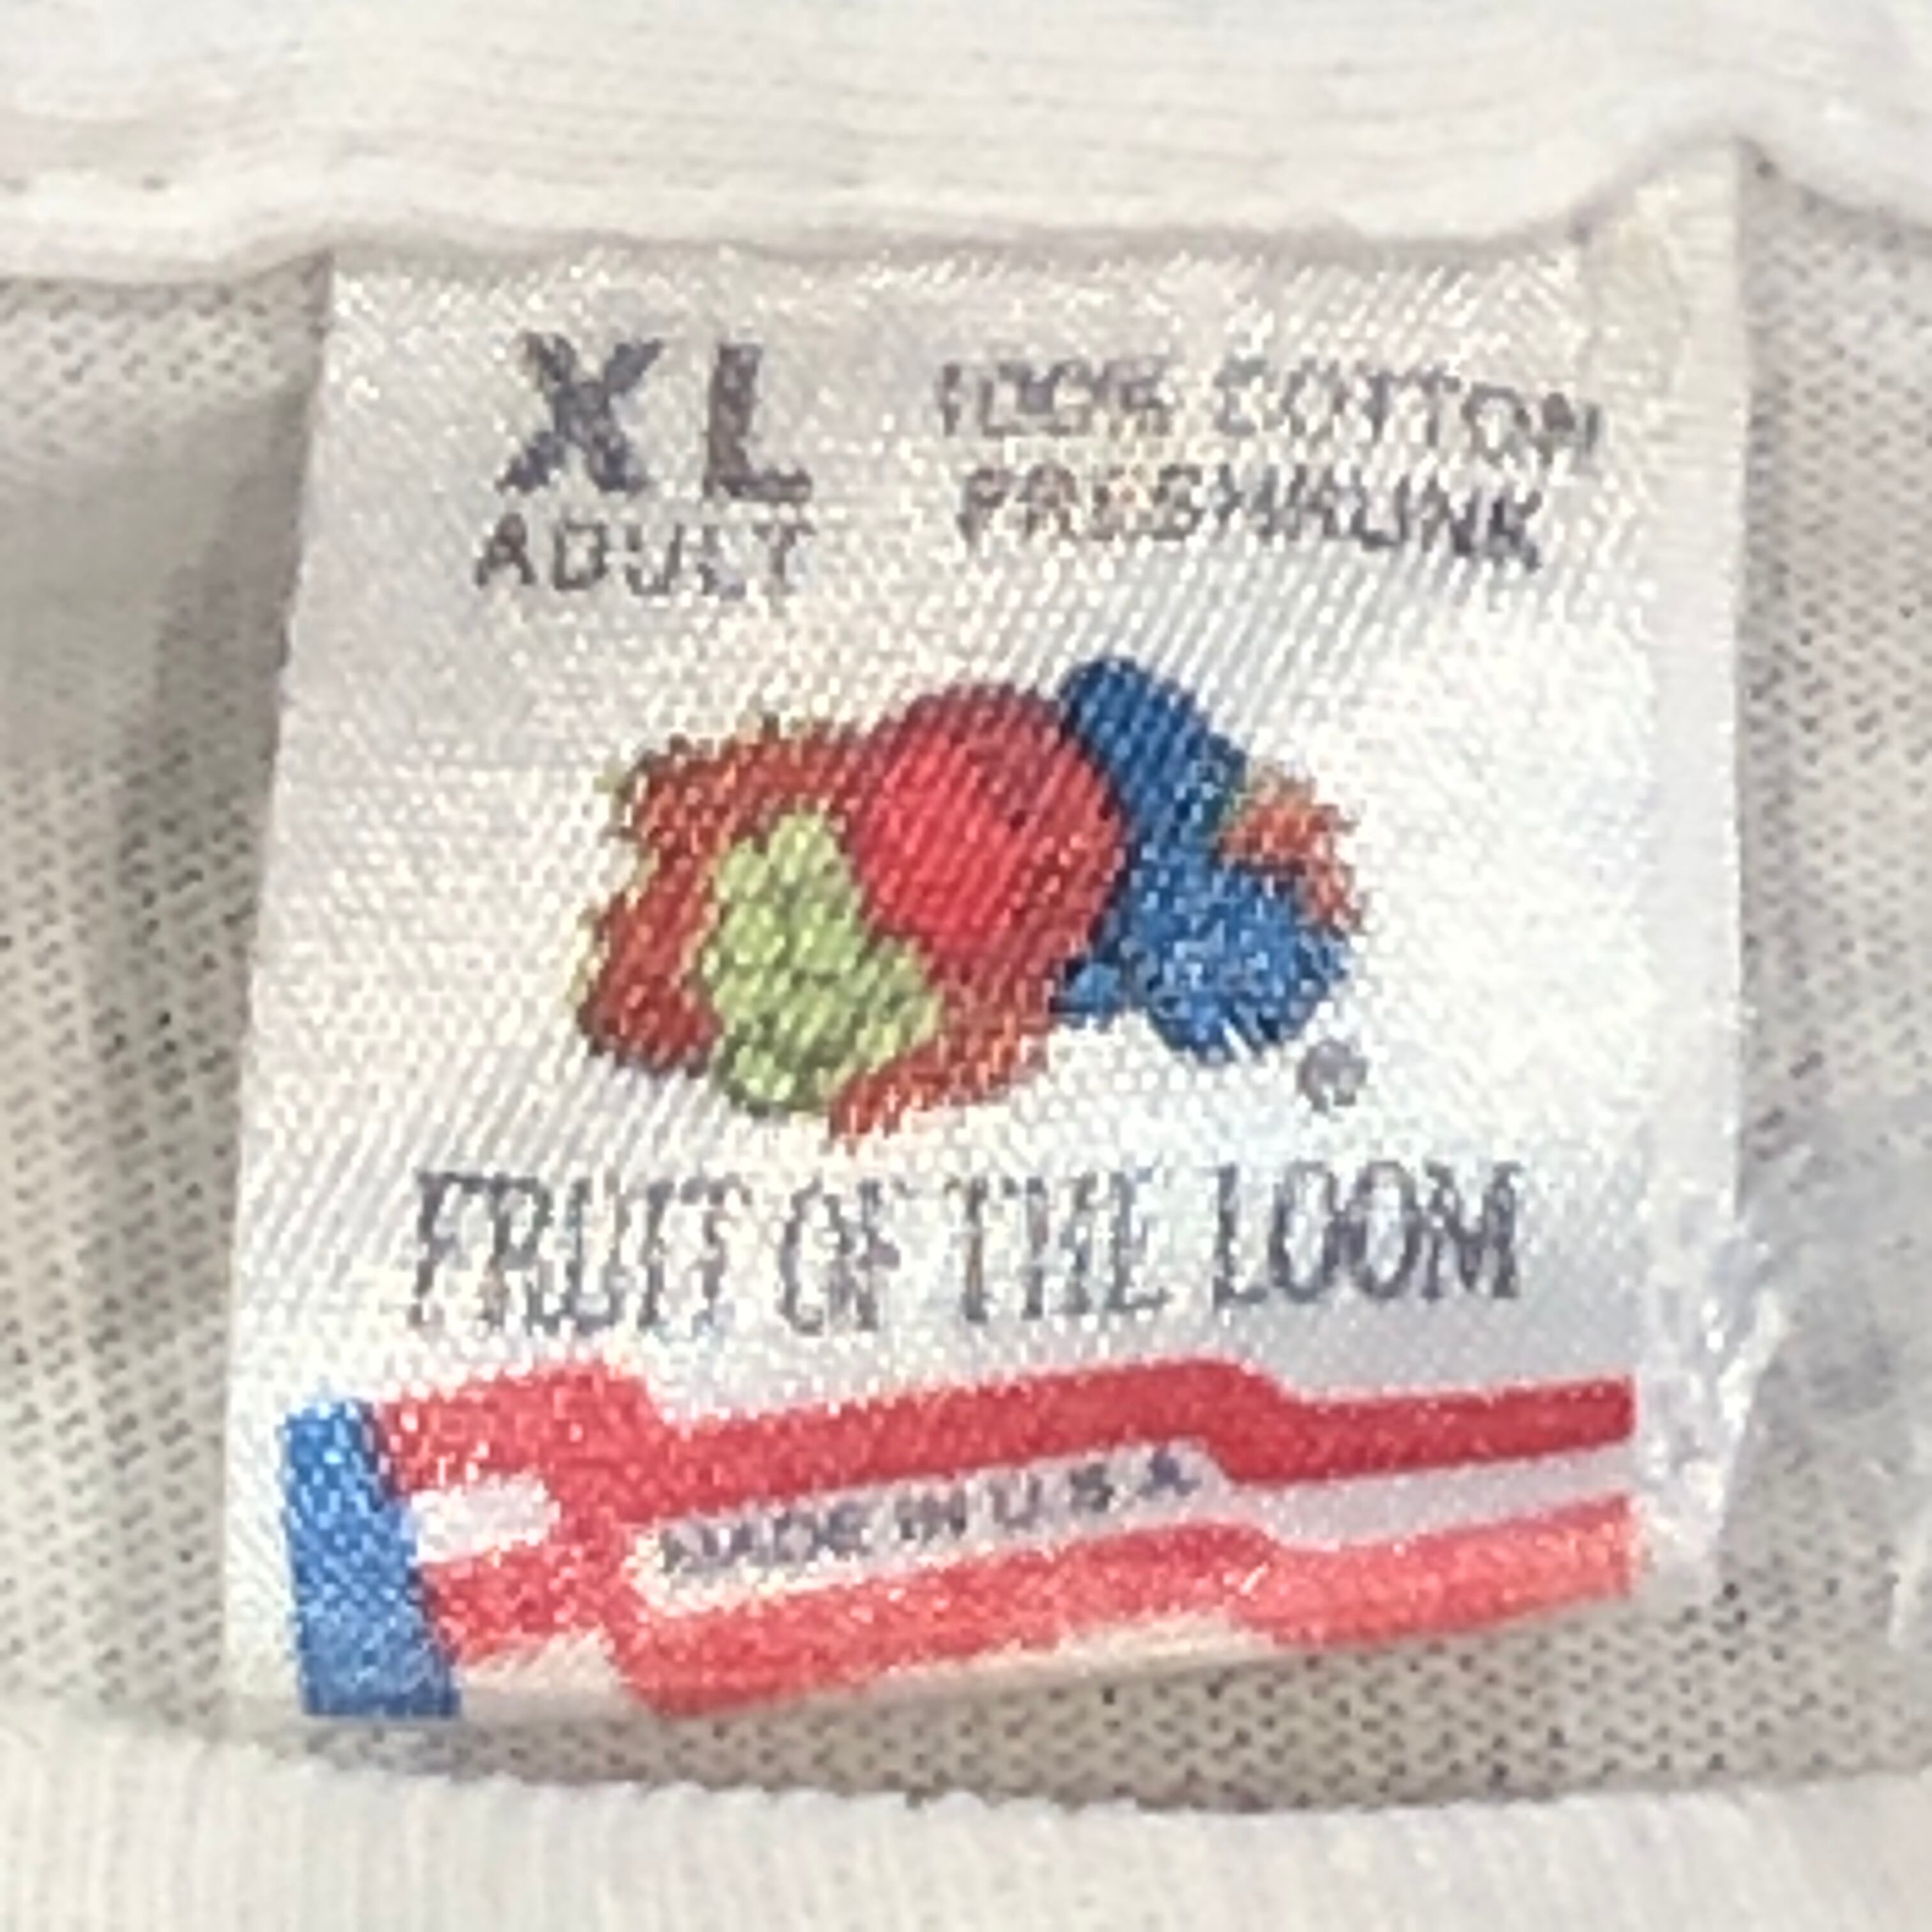 XL
ADULT
100% COTTON
PRESHRUNK
®
FRUIT OF THE LOOM
MADE IN U.S.A.